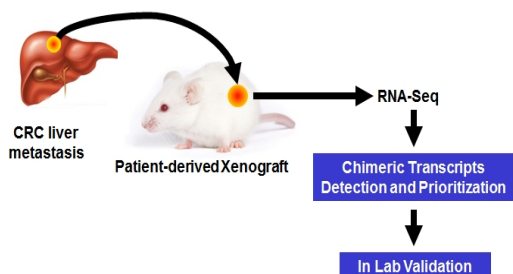 CRC liver
metastasis
Patient-derived Xenograft
RNA-Seq
Chimeric Transcripts
Detection and Prioritization
In Lab Validation